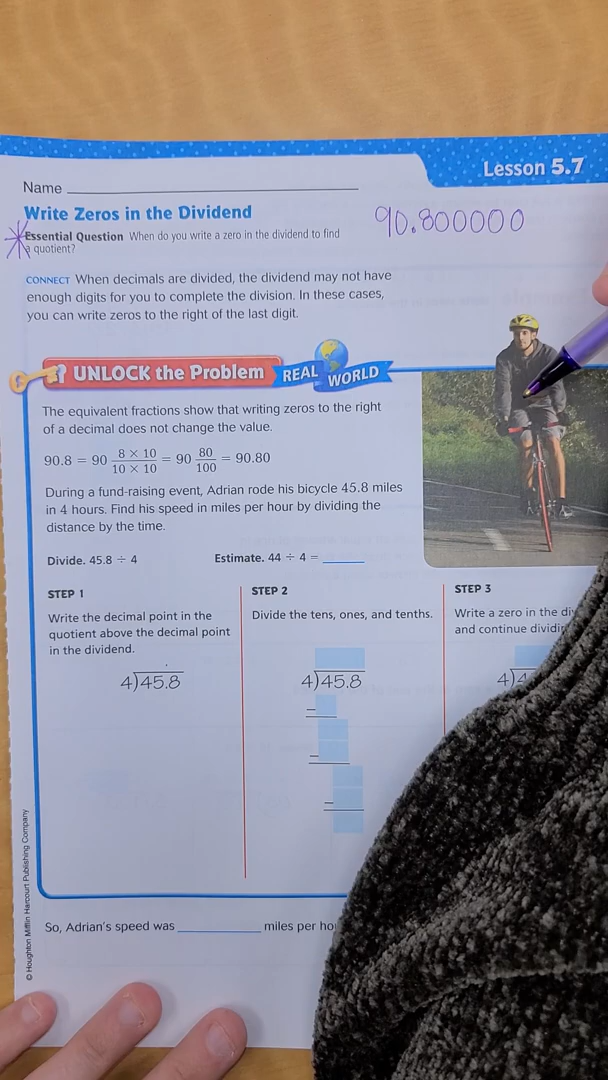 Lesson 5.7
Name
Write Zeros in the Dividend
90.800000
Essential Question When do you write a zero in the dividend to find
a quotient?
CONNECT When decimals are divided, the dividend may not have
enough digits for you to complete the division. In these cases,
you can write zeros to the right of the last digit.
UNLOCK the Problem REAL WORLD
The equivalent fractions show that writing zeros to the right
of a decimal does not change the value.
90.8 = 90 8 × 10 / 10 × 10 = 90 80 / 100 = 90.80
During a fund-raising event, Adrian rode his bicycle 45.8 miles
in 4 hours. Find his speed in miles per hour by dividing the
distance by the time.
Divide. 45.8 ÷ 4
Estimate. 44 ÷ 4 =
STEP 1
Write the decimal point in the
quotient above the decimal point
in the dividend.
4)45.8
STEP 2
Divide the tens, ones, and tenths.
4)45.8
STEP 3
Write a zero in the
and continue
4)4
So, Adrian's speed was miles per
© Houghton Mifflin Harcourt Publishing Company